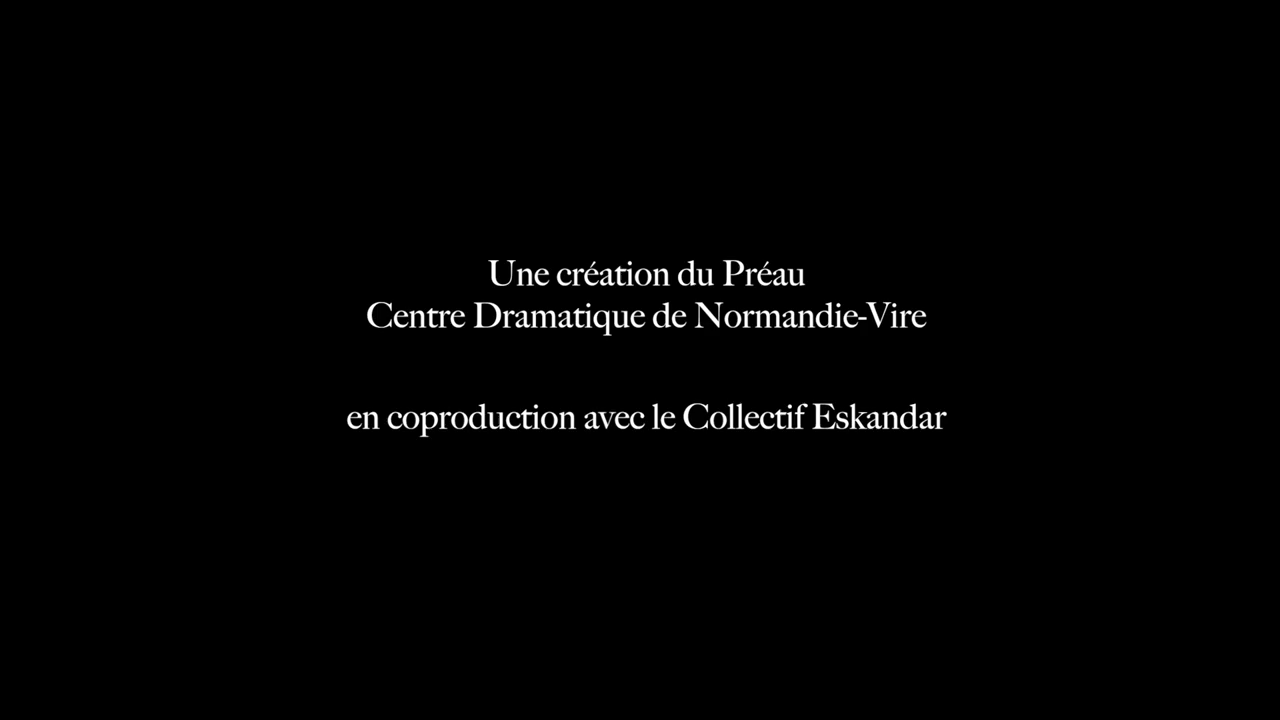 Une création du Préau
Centre Dramatique de Normandie-Vire
en coproduction avec le Collectif Eskandar